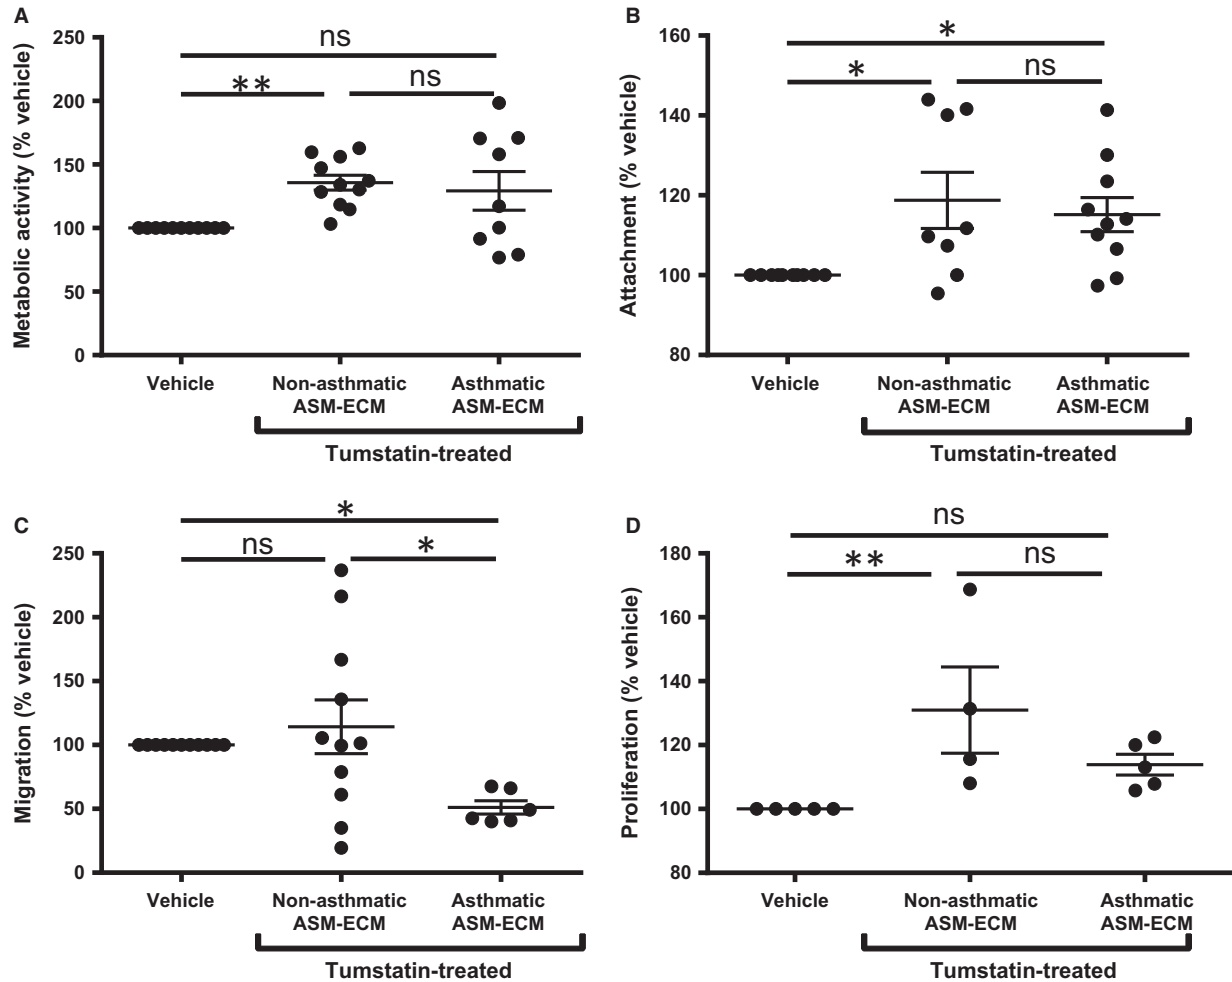 A
Metabolic activity (% vehicle)
250
200
150
100
50
0
ns
**
ns
Vehicle
Non-asthmatic
ASM-ECM
Asthmatic
ASM-ECM
Tumstatin-treated
B
Attachment (% vehicle)
160
140
120
100
80
*
*
ns
Vehicle
Non-asthmatic
ASM-ECM
Asthmatic
ASM-ECM
Tumstatin-treated
C
Migration (% vehicle)
250
200
150
100
50
0
*
ns
*
Vehicle
Non-asthmatic
ASM-ECM
Asthmatic
ASM-ECM
Tumstatin-treated
D
Proliferation (% vehicle)
180
160
140
120
100
80
ns
**
ns
Vehicle
Non-asthmatic
ASM-ECM
Asthmatic
ASM-ECM
Tumstatin-treated